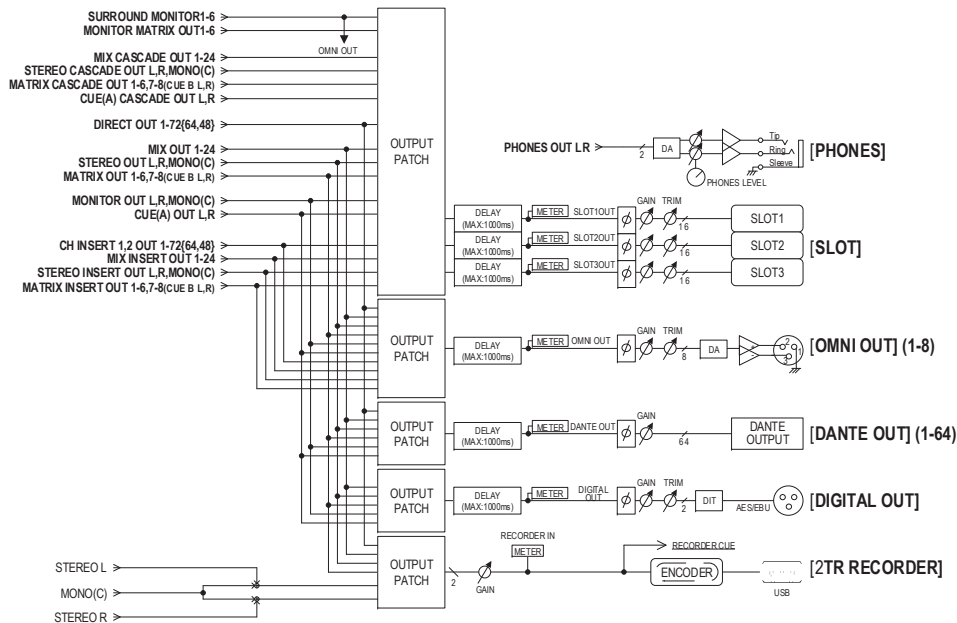 SURROUND MONITOR1-6
MONITOR MATRIX OUT1-6
OMNI OUT
MIX CASCADE OUT 1-24
STEREO CASCADE OUT L,R,MONO(C)
MATRIX CASCADE OUT 1-6,7-8(CUE B L,R)
CUE(A) CASCADE OUT L,R
DIRECT OUT 1-72{64,48}
MIX OUT 1-24
STEREO OUT L,R,MONO(C)
MATRIX OUT 1-6,7-8(CUE B L,R)
MONITOR OUT L,R,MONO(C)
CUE(A) OUT L,R
CH INSERT 1,2 OUT 1-72{64,48}
MIX INSERT OUT 1-24
STEREO INSERT OUT L,R,MONO(C)
MATRIX INSERT OUT 1-6,7-8(CUE B L,R)
OUTPUT
PATCH
PHONES OUT LR
2
DA
PHONES LEVEL
Tip
Ring
Sleeve
[PHONES]
GAIN TRIM
DELAY
(MAX:1000ms)
METER
SLOT1OUT
ϕ
16
SLOT1
DELAY
(MAX:1000ms)
METER
SLOT2OUT
ϕ
16
SLOT2
[SLOT]
DELAY
(MAX:1000ms)
METER
SLOT3OUT
ϕ
16
SLOT3
OUTPUT
PATCH
DELAY
(MAX:1000ms)
METER
OMNI OUT
ϕ
GAIN TRIM
8
DA
+
-
2
1
3
[OMNI OUT] (1-8)
OUTPUT
PATCH
DELAY
(MAX:1000ms)
METER
DANTE OUT
ϕ
GAIN
64
DANTE
OUTPUT
[DANTE OUT] (1-64)
OUTPUT
PATCH
DELAY
(MAX:1000ms)
METER
DIGITAL
OUT
ϕ
GAIN TRIM
2
DIT
AES/EBU
[DIGITAL OUT]
STEREO L
MONO(C)
STEREO R
OUTPUT
PATCH
2
GAIN
RECORDER IN
METER
RECORDER CUE
ENCODER
USB
[2TR RECORDER]